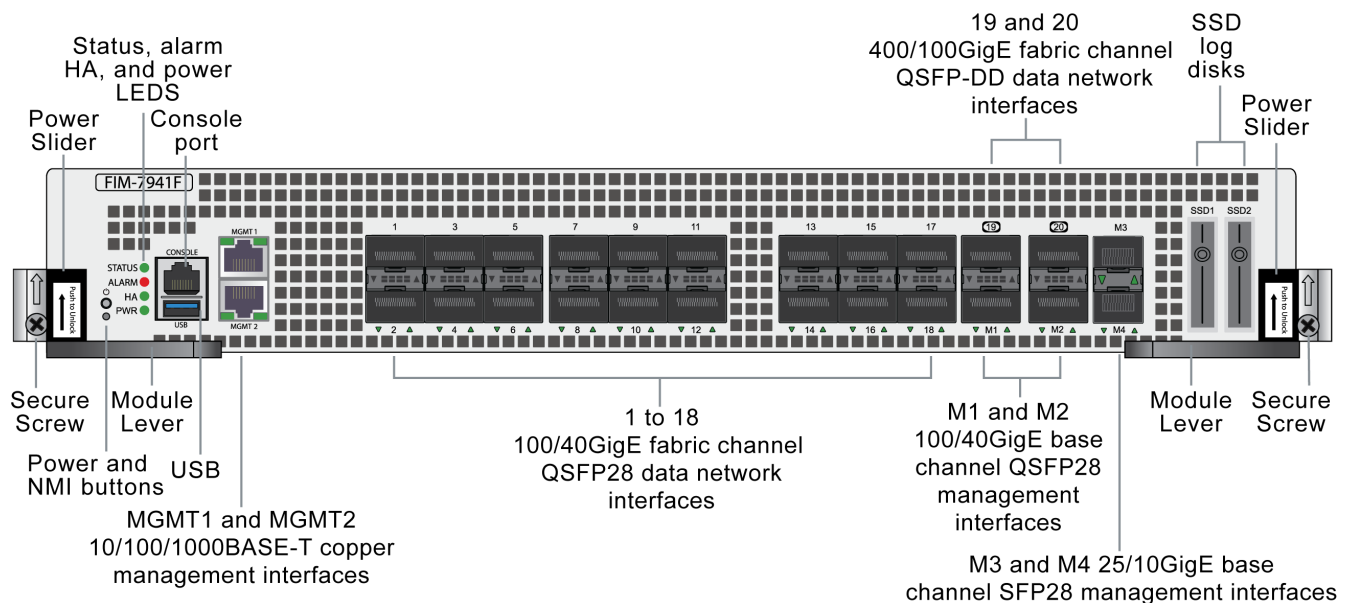 19 and 20
400/100GigE fabric channel
QSFP-DD data network
interfaces
SSD
log
disks
Status, alarm
HA, and power
LEDS
Power
Slider
Console
port
Power
Slider
FIM-7941F
MGMT1
CONSOLE
STATUS
ALARM
HA
PWR
USB
MGMT 2
1 3 5 7 9 11 13 15 17 19 20 M3
2 4 6 8 10 12 14 16 18 M1 M2 M4
SSD1 SSD2
Push to Unlock
Push to Unlock
Secure
Screw
Module
Lever
Power and
NMI buttons
USB
MGMT1 and MGMT2
10/100/1000BASE-T copper
management interfaces
1 to 18
100/40GigE fabric channel
QSFP28 data network
interfaces
M1 and M2
100/40GigE base
channel QSFP28
management
interfaces
M3 and M4 25/10GigE base
channel SFP28 management interfaces
Module
Lever
Secure
Screw